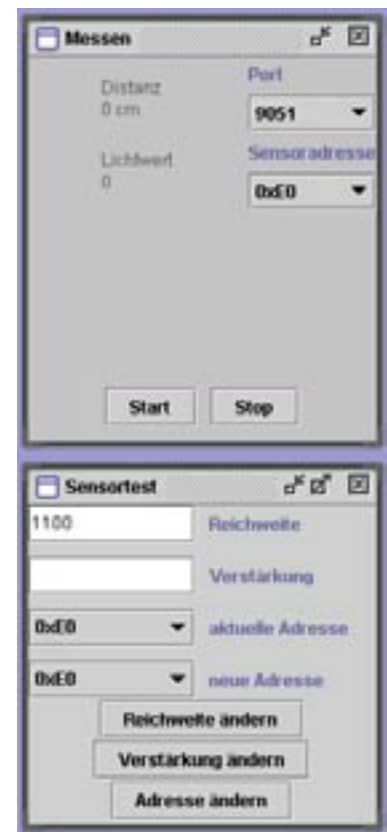 Messen
Distanz
0 cm
Port
9051
Lichtwert
0
Sensoradresse
0xE0
Start Stop
Sensortest
1100 Reichweite
Verstärkung
0xE0 aktuelle Adresse
0xE0 neue Adresse
Reichweite ändern
Verstärkung ändern
Adresse ändern